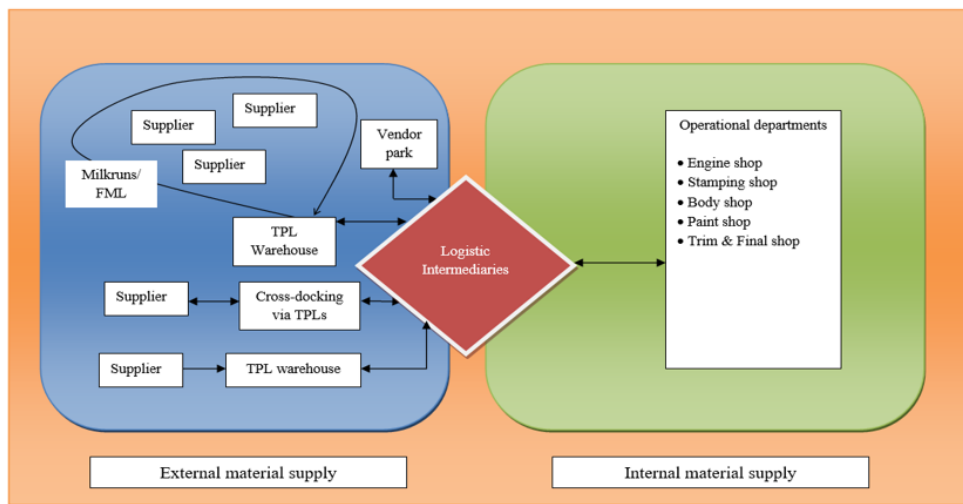 Supplier
Supplier
Supplier
Milkruns/
FML
Vendor
park
TPL
Warehouse
Supplier
Cross-docking
via TPLs
Supplier
TPL warehouse
Logistic
Intermediaries
Operational departments
• Engine shop
• Stamping shop
• Body shop
• Paint shop
• Trim & Final shop
External material supply
Internal material supply